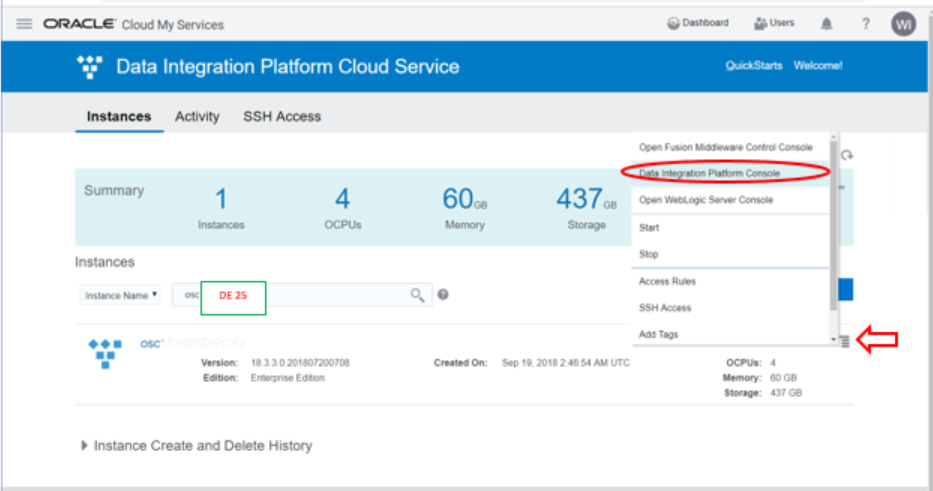 ORACLE Cloud My Services
Dashboard
Users
?
WI
Data Integration Platform Cloud Service
QuickStarts
Welcome!
Instances
Activity
SSH Access
Open Fusion Middleware Control Console
Data Integration Platform Console
Open WebLogic Server Console
Start
Stop
Access Rules
SSH Access
Add Tags
Summary
1
Instances
4
OCPUs
60 GB
Memory
437 GB
Storage
Instances
Instance Name
osc
DE 25
?
osc
Version: 18.3.3.0.201807200708
Edition: Enterprise Edition
Created On: Sep 19, 2018 2:46:54 AM UTC
OCPUs: 4
Memory: 60 GB
Storage: 437 GB
Instance Create and Delete History